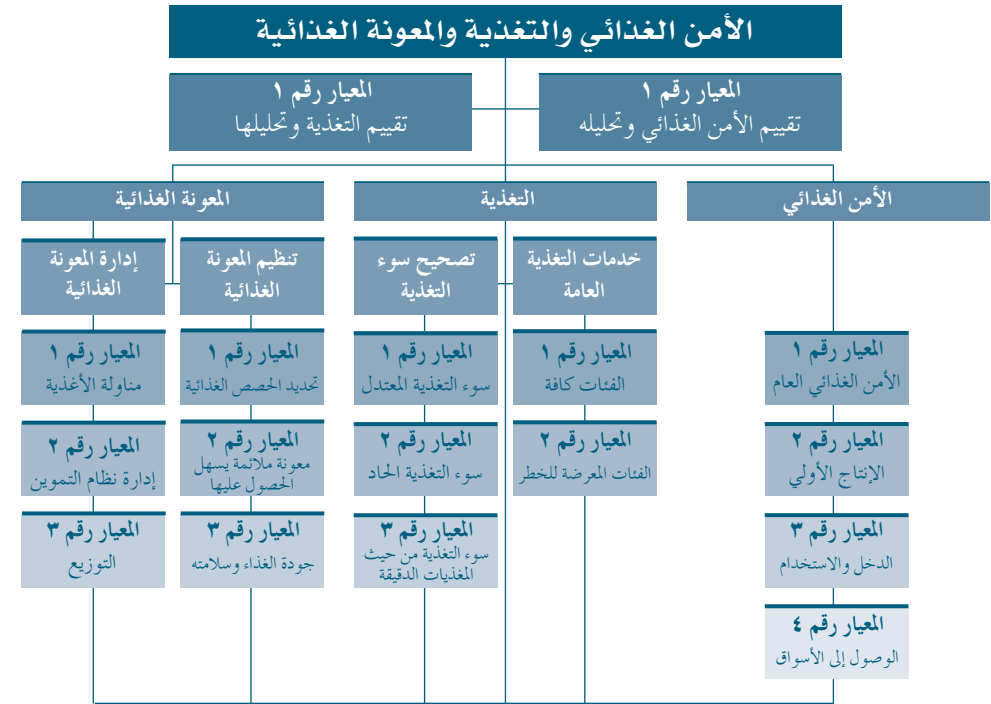 الأمن الغذائي والتغذية والمعونة الغذائية
المعيار رقم ١
تقييم الأمن الغذائي وتحليله
المعيار رقم ١
تقييم التغذية وتحليلها
الأمن الغذائي
المعيار رقم ١
الأمن الغذائي العام
المعيار رقم ٢
الإنتاج الأولي
المعيار رقم ٣
الدخل والاستخدام
المعيار رقم ٤
الوصول إلى الأسواق
التغذية
خدمات التغذية
العامة
المعيار رقم ١
الفئات كافة
المعيار رقم ٢
الفئات المعرضة للخطر
تصحيح سوء
التغذية
المعيار رقم ١
سوء التغذية المعتدل
المعيار رقم ٢
سوء التغذية الحاد
المعيار رقم ٣
سوء التغذية من حيث
المغذيات الدقيقة
المعونة الغذائية
تنظيم المعونة
الغذائية
المعيار رقم ١
تحديد الحصص الغذائية
المعيار رقم ٢
معونة ملائمة يسهل
الحصول عليها
المعيار رقم ٣
جودة الغذاء وسلامته
إدارة المعونة
الغذائية
المعيار رقم ١
مناولة الأغذية
المعيار رقم ٢
إدارة نظام التموين
المعيار رقم ٣
التوزيع